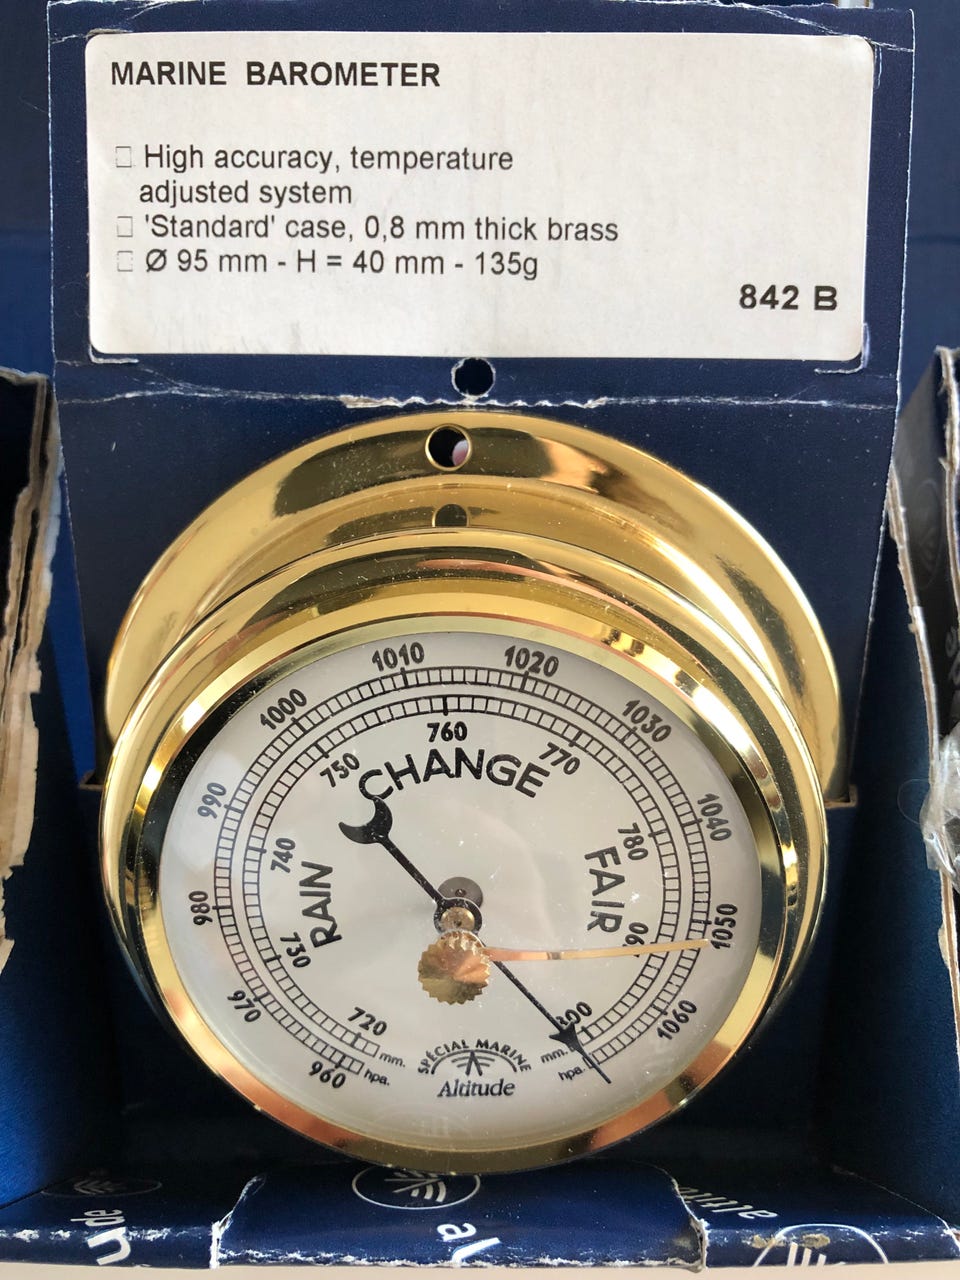 MARINE BAROMETER
High accuracy, temperature
adjusted system
'Standard' case, 0,8 mm thick brass
Ø 95 mm - H = 40 mm - 135g
842 B
960 970 980 990 1000 1010 1020 1030 1040 1050 1060
720 730 740 750 760 770 780
RAIN
CHANGE
FAIR
mm.
hpa.
mm.
hpa.
SPÉCIAL MARINE
Altitude